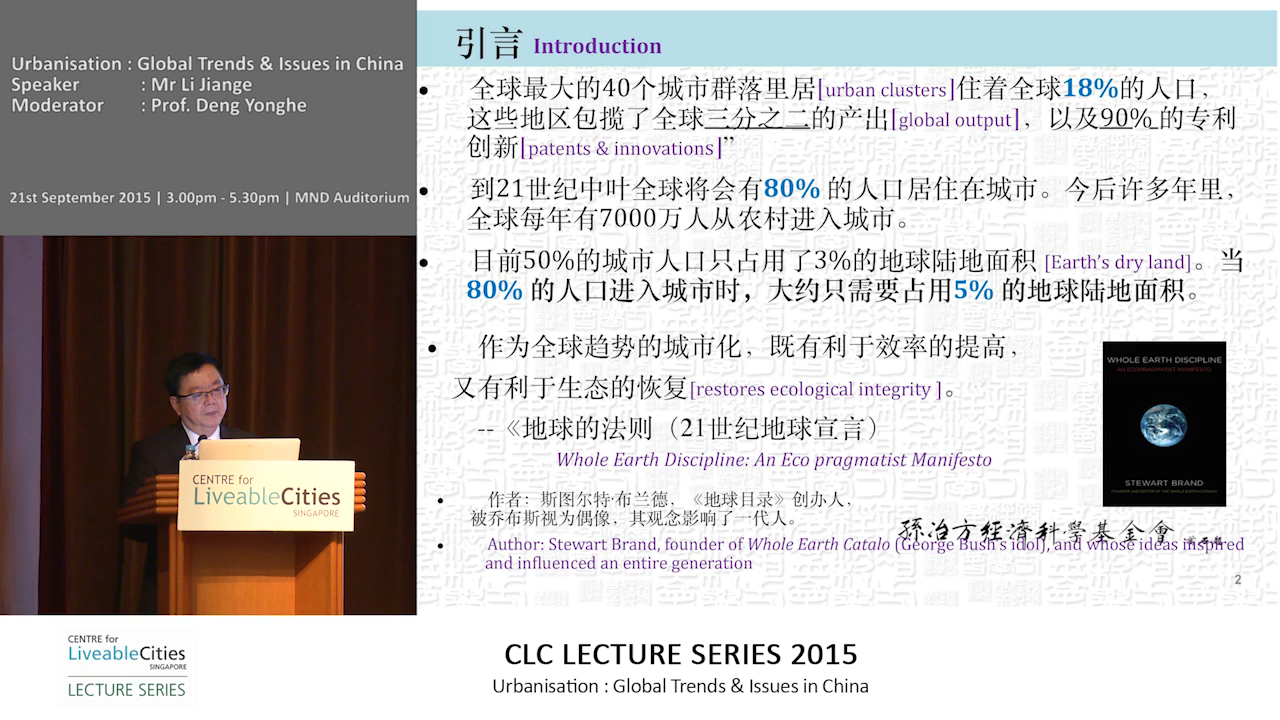 Urbanisation : Global Trends & Issues in China
Speaker : Mr Li Jiange
Moderator : Prof. Deng Yonghe
21st September 2015 | 3.00pm - 5.30pm | MND Auditorium
CENTRE for
LiveableCities
SINGAPORE
引言 Introduction
• 全球最大的40个城市群落里居[urban clusters]住着全球18%的人口，
这些地区包揽了全球三分之二的产出[global output]，以及90% 的专利
创新[patents & innovations]”
• 到21世纪中叶全球将会有80% 的人口居住在城市。今后许多年里，
全球每年有7000万人从农村进入城市。
• 目前50%的城市人口只占用了3%的地球陆地面积 [Earth’s dry land]。当
80% 的人口进入城市时，大约只需要占用5% 的地球陆地面积。
• 作为全球趋势的城市化，既有利于效率的提高，
又有利于生态的恢复[restores ecological integrity ]。
--《地球的法则（21世纪地球宣言）
Whole Earth Discipline: An Eco pragmatist Manifesto
• 作者：斯图尔特·布兰德，《地球目录》创办人，
被乔布斯视为偶像，其观念影响了一代人。
• Author: Stewart Brand, founder of Whole Earth Catalo (George Bush’s idol), and whose ideas inspired
and influenced an entire generation
WHOLE EARTH DISCIPLINE
AN ECOPRAGMATIST MANIFESTO
STEWART BRAND
FOUNDER AND EDITOR OF THE WHOLE EARTH CATALOG
孫冶方經濟科學基金會
2
CENTRE for
LiveableCities
SINGAPORE
LECTURE SERIES
CLC LECTURE SERIES 2015
Urbanisation : Global Trends & Issues in China